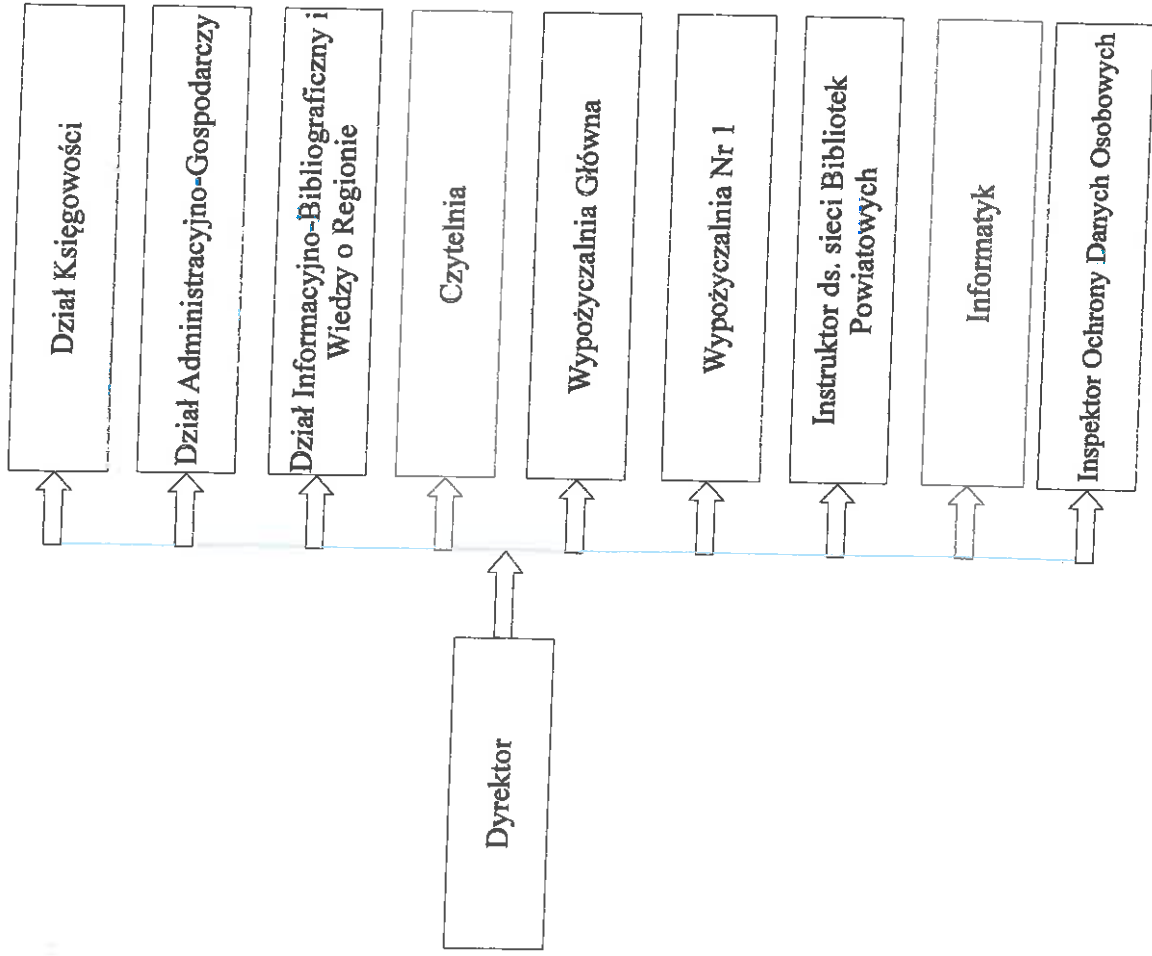 Dyrektor
Dział Księgowości
Dział Administracyjno-Gospodarczy
Dział Informacyjno-Bibliograficzny i
Wiedzy o Regionie
Czytelnia
Wypożyczalnia Główna
Wypożyczalnia Nr 1
Instruktor ds. sieci Bibliotek
Powiatowych
Informatyk
Inspektor Ochrony Danych Osobowych